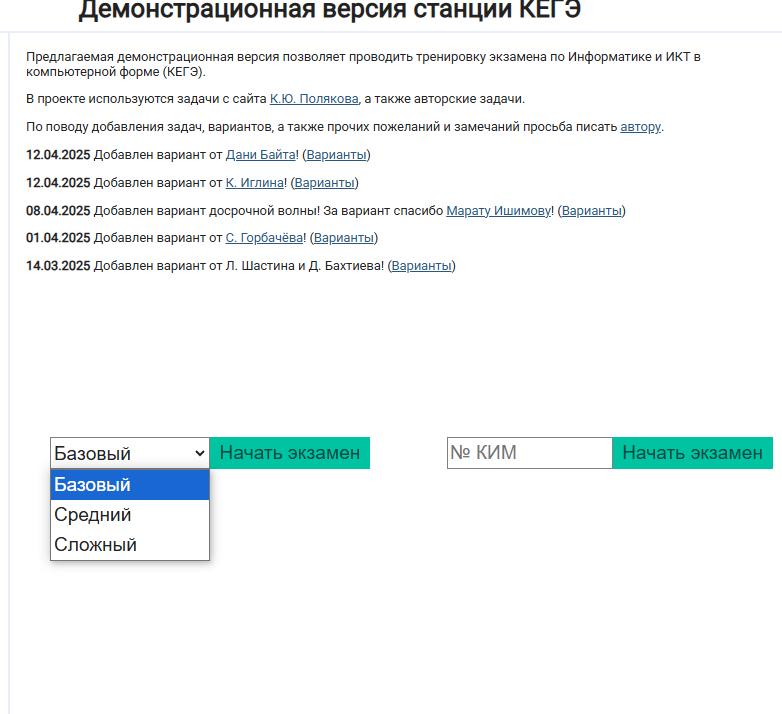 Демонстрационная версия станции КЕГЭ
Предлагаемая демонстрационная версия позволяет проводить тренировку экзамена по Информатике и ИКТ в
компьютерной форме (КЕГЭ).
В проекте используются задачи с сайта К.Ю. Полякова, а также авторские задачи.
По поводу добавления задач, вариантов, а также прочих пожеланий и замечаний просьба писать автору.
12.04.2025 Добавлен вариант от Дани Байта! (Варианты)
12.04.2025 Добавлен вариант от К. Иглина! (Варианты)
08.04.2025 Добавлен вариант досрочной волны! За вариант спасибо Марату Ишимову! (Варианты)
01.04.2025 Добавлен вариант от С. Горбачёва! (Варианты)
14.03.2025 Добавлен вариант от Л. Шастина и Д. Бахтиева! (Варианты)
Базовый Начать экзамен № КИМ Начать экзамен
Базовый
Средний
Сложный